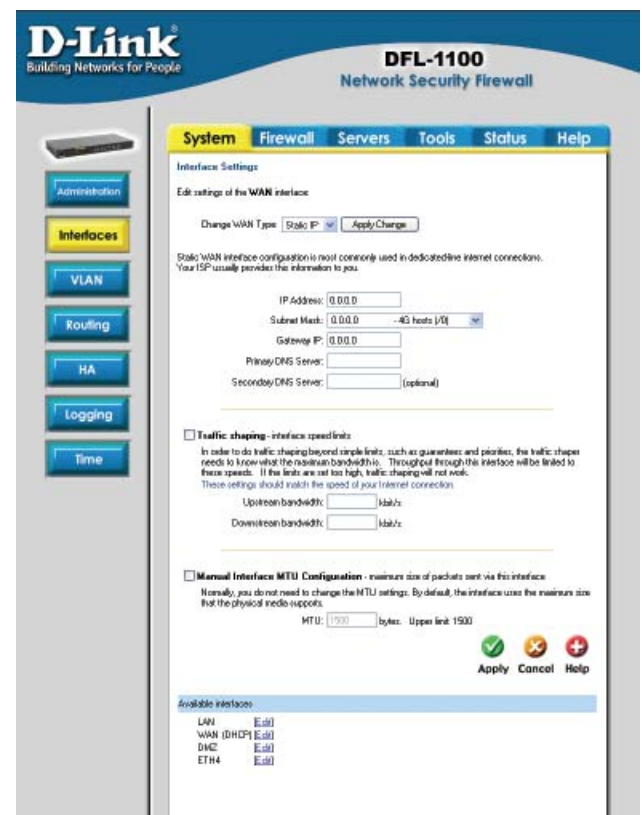 D-Link
Building Networks for People
DFL-1100
Network Security Firewall
System Firewall Servers Tools Status Help
Administration
Interfaces
VLAN
Routing
HA
Logging
Time
Interface Settings
Edit settings of the WAN interface
Change WAN Type: Static IP Apply Change
Static WAN interface configuration is most commonly used in dedicated-line internet connections.
Your ISP usually provides this information to you.
IP Address: 0.0.0.0
Subnet Mask: 0.0.0.0 - 4G hosts (/0)
Gateway IP: 0.0.0.0
Primary DNS Server:
Secondary DNS Server: (optional)
Traffic shaping - interface speed limits
In order to do traffic shaping beyond simple limits, such as guarantees and priorities, the traffic shaper
needs to know what the maximum bandwidth is. Throughput through this interface will be limited to
these speeds. If the limits are set too high, traffic shaping will not work.
These settings should match the speed of your Internet connection.
Upstream bandwidth: kbit/s
Downstream bandwidth: kbit/s
Manual Interface MTU Configuration - maximum size of packets sent via this interface
Normally, you do not need to change the MTU settings. By default, the interface uses the maximum size
that the physical media supports.
MTU: 1500 bytes. Upper limit 1500
Apply Cancel Help
Available interfaces
LAN [Edit]
WAN (DHCP) [Edit]
DMZ [Edit]
ETH4 [Edit]